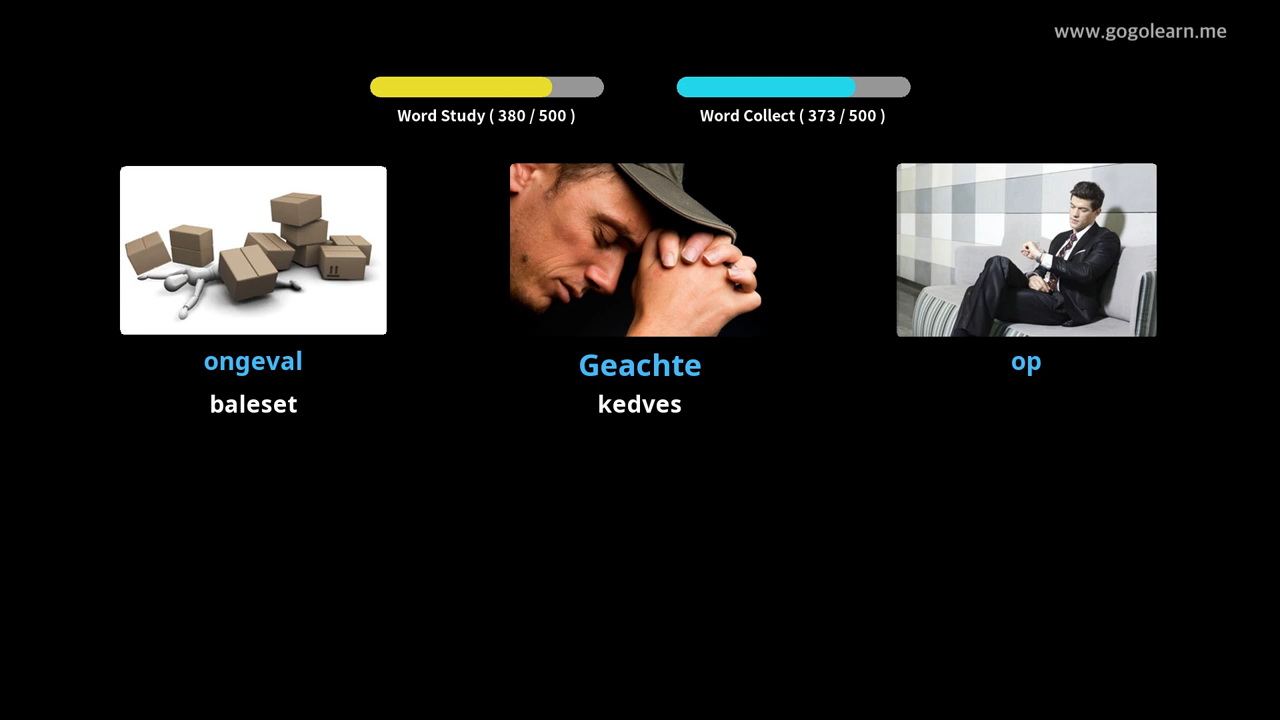 www.gogolearn.me
Word Study ( 380 / 500 )
Word Collect ( 373 / 500 )
ongeval
Geachte
op
baleset
kedves